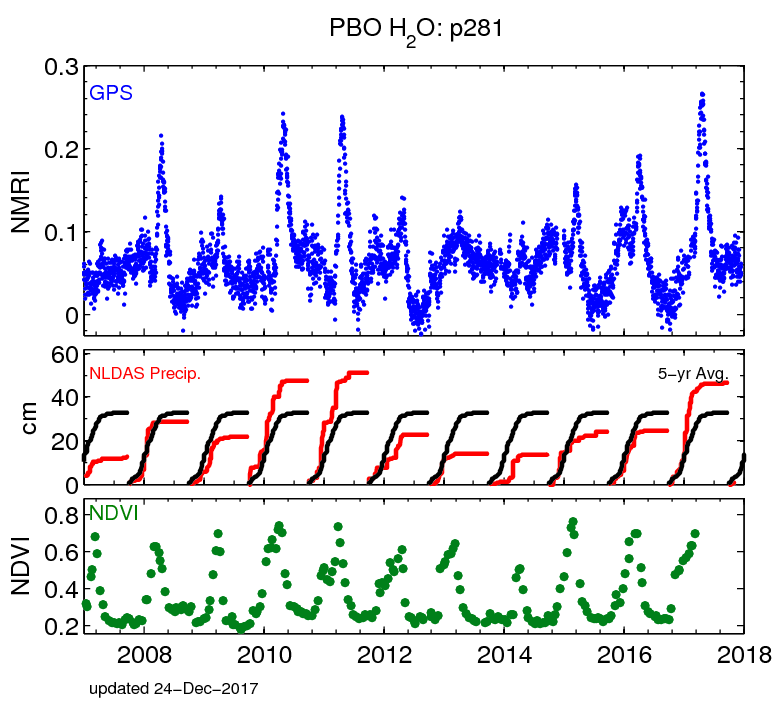 PBO H2O: p281
0.3
GPS
0.2
NMRI
0.1
0
60
NLDAS Precip.
5-yr Avg.
40
cm
20
0
NDVI
0.8
NDVI
0.6
0.4
0.2
2008 2010 2012 2014 2016 2018
updated 24-Dec-2017